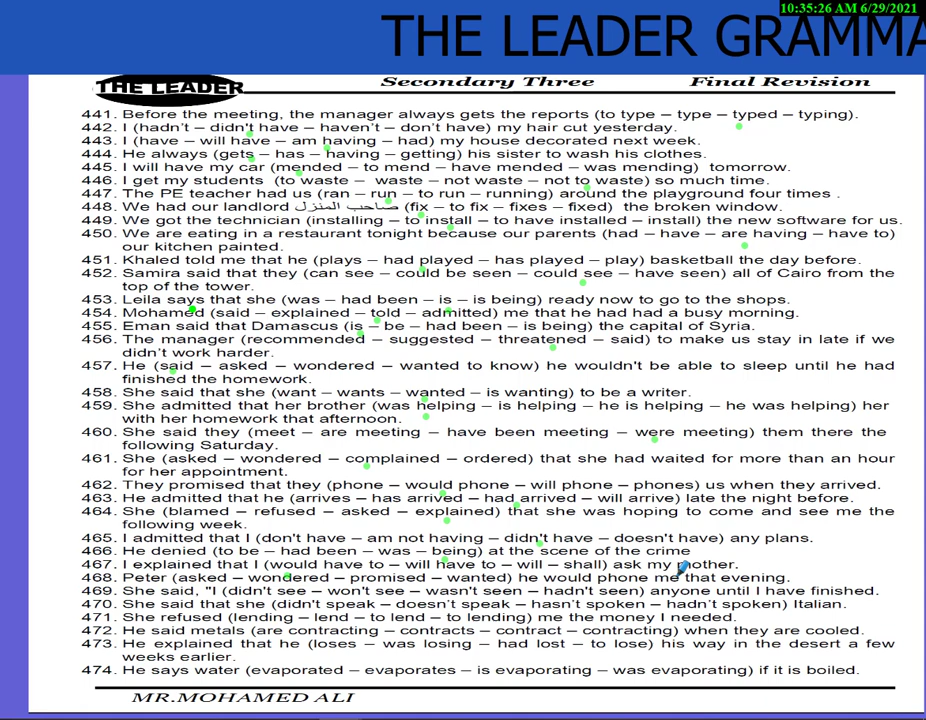 10:35:26 AM 6/29/2021
THE LEADER GRAMMA
THE LEADER Secondary Three Final Revision
441. Before the meeting, the manager always gets the reports (to type – type – typed – typing).
442. I (hadn't – didn't have – haven't – don't have) my hair cut yesterday.
443. I (have – will have – am having – had) my house decorated next week.
444. He always (gets – has – having – getting) his sister to wash his clothes.
445. I will have my car (mended – to mend – have mended – was mending) tomorrow.
446. I get my students (to waste – waste – not waste – not to waste) so much time.
447. The PE teacher had us (ran – run – to run – running) around the playground four times .
448. We had our landlord صاحب المنزل (fix – to fix – fixes – fixed) the broken window.
449. We got the technician (installing – to install – to have installed – install) the new software for us.
450. We are eating in a restaurant tonight because our parents (had – have – are having – have to)
our kitchen painted.
451. Khaled told me that he (plays – had played – has played – play) basketball the day before.
452. Samira said that they (can see – could be seen – could see – have seen) all of Cairo from the
top of the tower.
453. Leila says that she (was – had been – is – is being) ready now to go to the shops.
454. Mohamed (said – explained – told – admitted) me that he had had a busy morning.
455. Eman said that Damascus (is – be – had been – is being) the capital of Syria.
456. The manager (recommended – suggested – threatened – said) to make us stay in late if we
didn't work harder.
457. He (said – asked – wondered – wanted to know) he wouldn't be able to sleep until he had
finished the homework.
458. She said that she (want – wants – wanted – is wanting) to be a writer.
459. She admitted that her brother (was helping – is helping – he is helping – he was helping) her
with her homework that afternoon.
460. She said they (meet – are meeting – have been meeting – were meeting) them there the
following Saturday.
461. She (asked – wondered – complained – ordered) that she had waited for more than an hour
for her appointment.
462. They promised that they (phone – would phone – will phone – phones) us when they arrived.
463. He admitted that he (arrives – has arrived – had arrived – will arrive) late the night before.
464. She (blamed – refused – asked – explained) that she was hoping to come and see me the
following week.
465. I admitted that I (don't have – am not having – didn't have – doesn't have) any plans.
466. He denied (to be – had been – was – being) at the scene of the crime
467. I explained that I (would have to – will have to – will – shall) ask my mother.
468. Peter (asked – wondered – promised – wanted) he would phone me that evening.
469. She said, "I (didn't see – won't see – wasn't seen – hadn't seen) anyone until I have finished.
470. She said that she (didn't speak – doesn't speak – hasn't spoken – hadn't spoken) Italian.
471. She refused (lending – lend – to lend – to lending) me the money I needed.
472. He said metals (are contracting – contracts – contract – contracting) when they are cooled.
473. He explained that he (loses – was losing – had lost – to lose) his way in the desert a few
weeks earlier.
474. He says water (evaporated – evaporates – is evaporating – was evaporating) if it is boiled.
MR.MOHAMED ALI